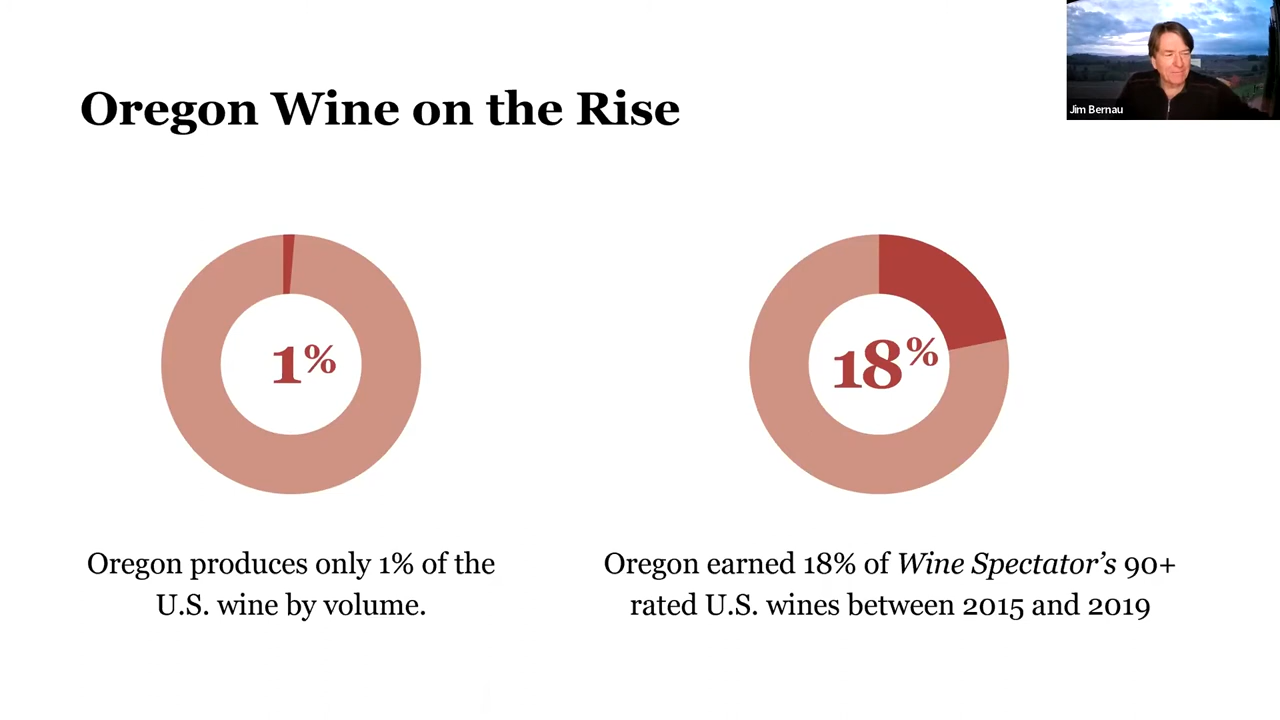 Oregon Wine on the Rise
Jim Bernau
1%
18%
Oregon produces only 1% of the
U.S. wine by volume.
Oregon earned 18% of Wine Spectator's 90+
rated U.S. wines between 2015 and 2019